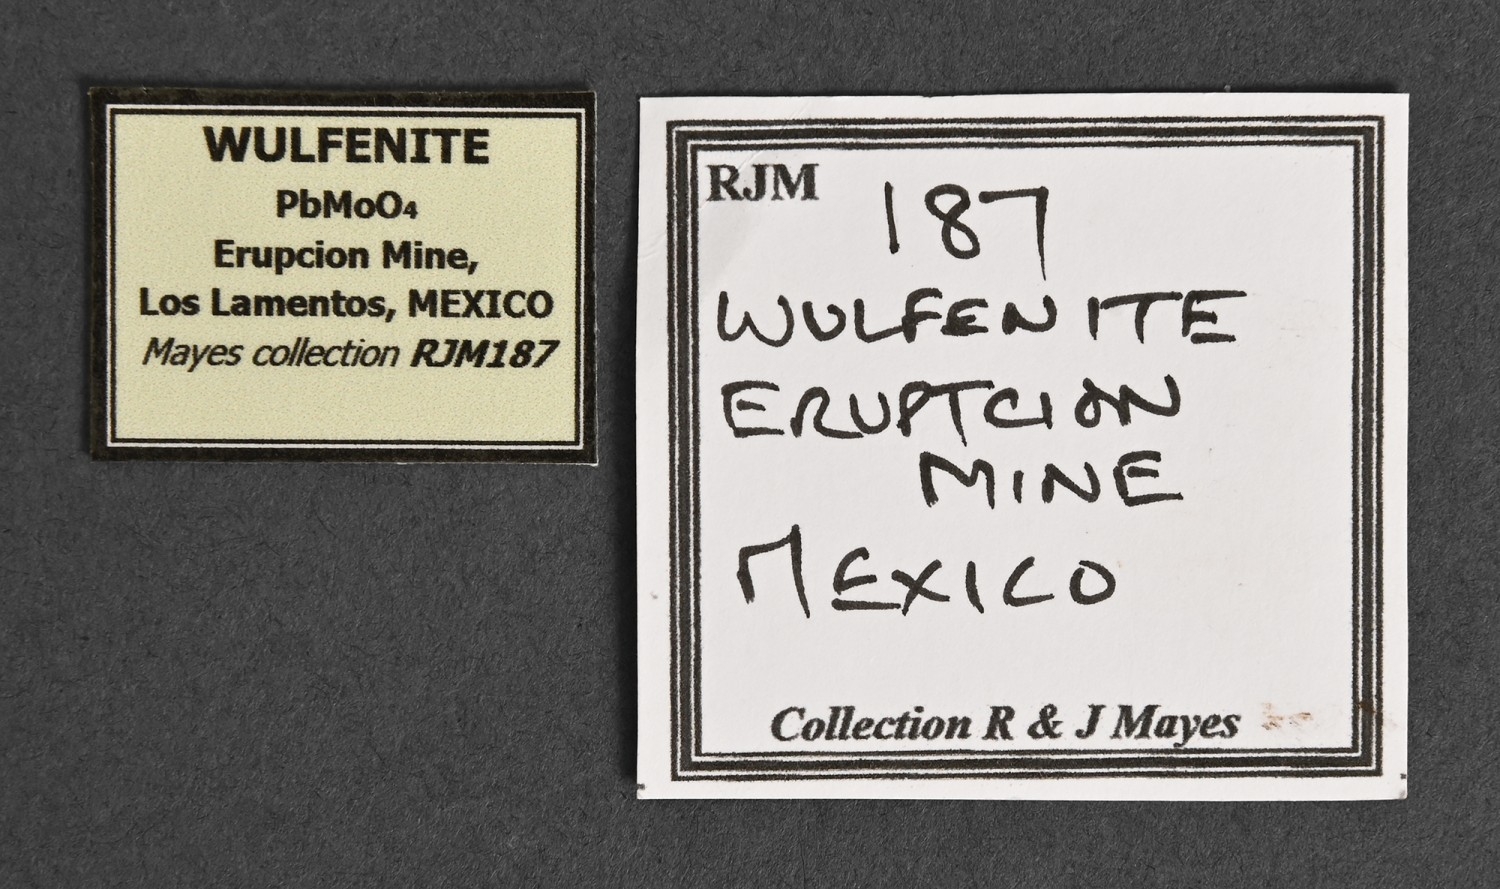 WULFENITE
PbMoO₄
Erupcion Mine,
Los Lamentos, MEXICO
Mayes collection RJM187
RJM 187
WULFENITE
ERUPTCION
MINE
MEXICO
Collection R & J Mayes